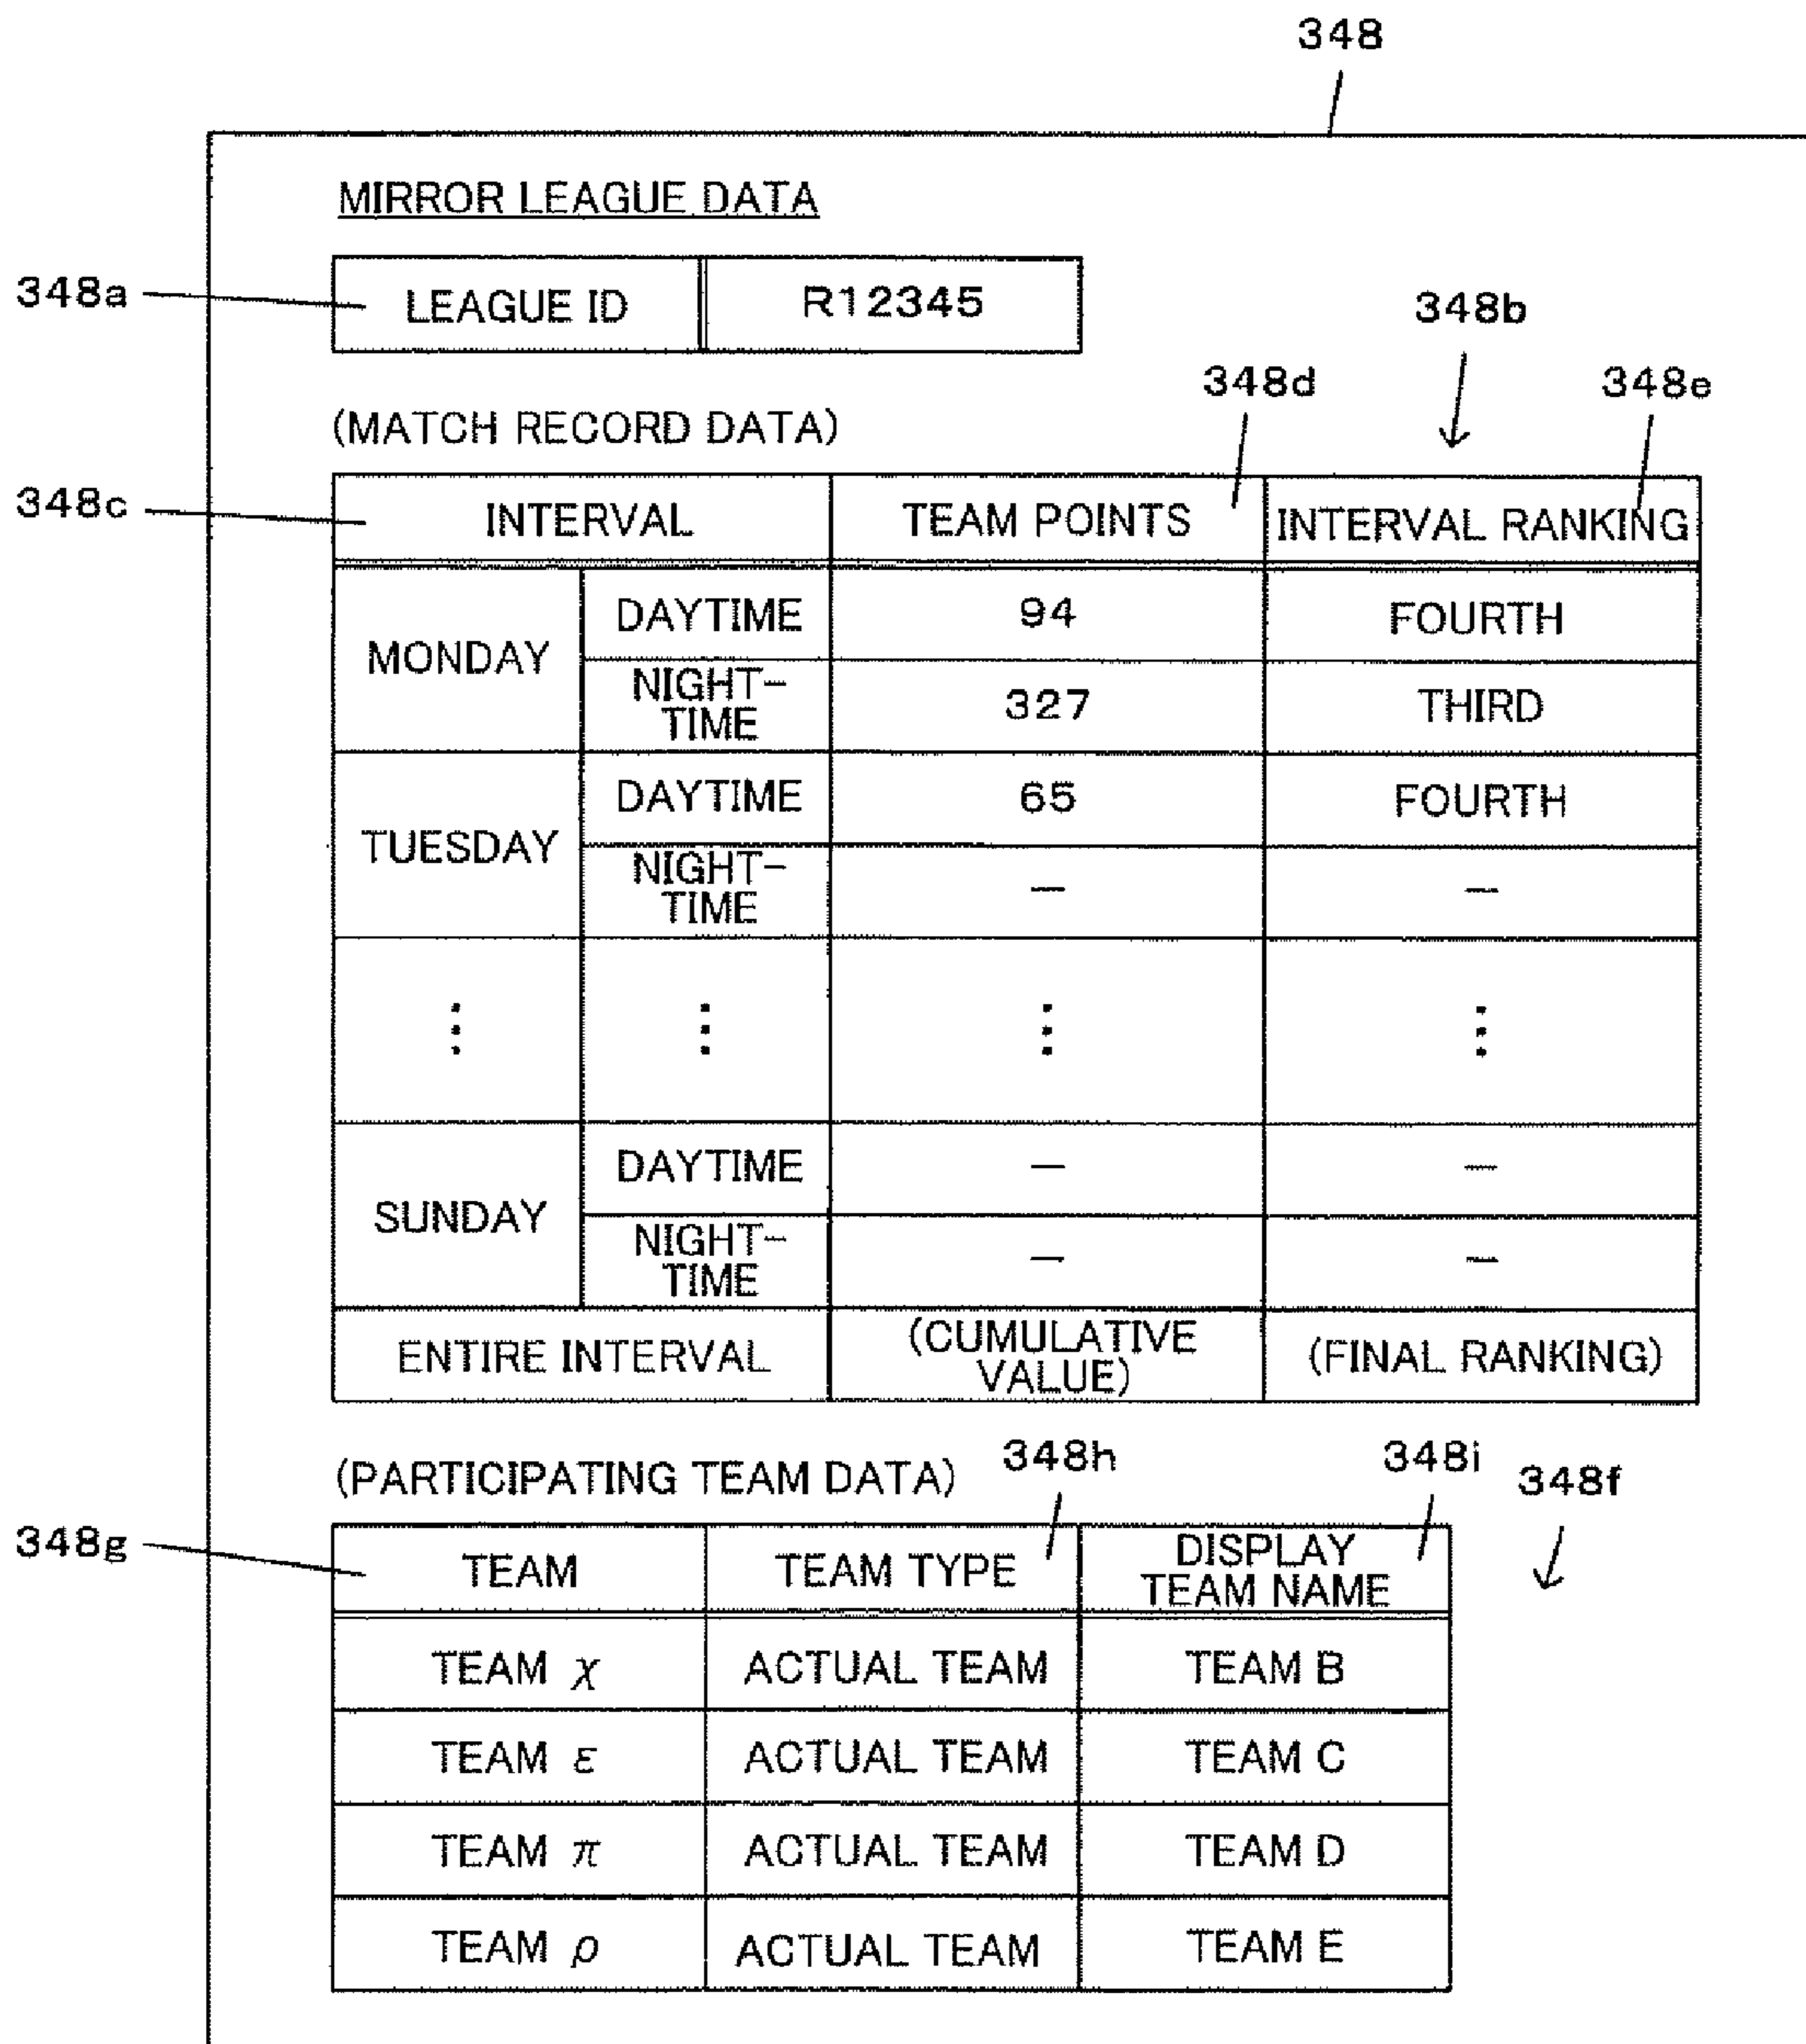 348
MIRROR LEAGUE DATA
348a
LEAGUE ID R12345
348b
348d 348e
(MATCH RECORD DATA)
348c
INTERVAL TEAM POINTS INTERVAL RANKING
MONDAY DAYTIME 94 FOURTH
NIGHT-
TIME 327 THIRD
TUESDAY DAYTIME 65 FOURTH
NIGHT-
TIME — —
⋮ ⋮ ⋮ ⋮
SUNDAY DAYTIME — —
NIGHT-
TIME — —
ENTIRE INTERVAL (CUMULATIVE
VALUE) (FINAL RANKING)
(PARTICIPATING TEAM DATA) 348h 348i 348f
348g
TEAM TEAM TYPE DISPLAY
TEAM NAME
TEAM χ ACTUAL TEAM TEAM B
TEAM ε ACTUAL TEAM TEAM C
TEAM π ACTUAL TEAM TEAM D
TEAM ρ ACTUAL TEAM TEAM E